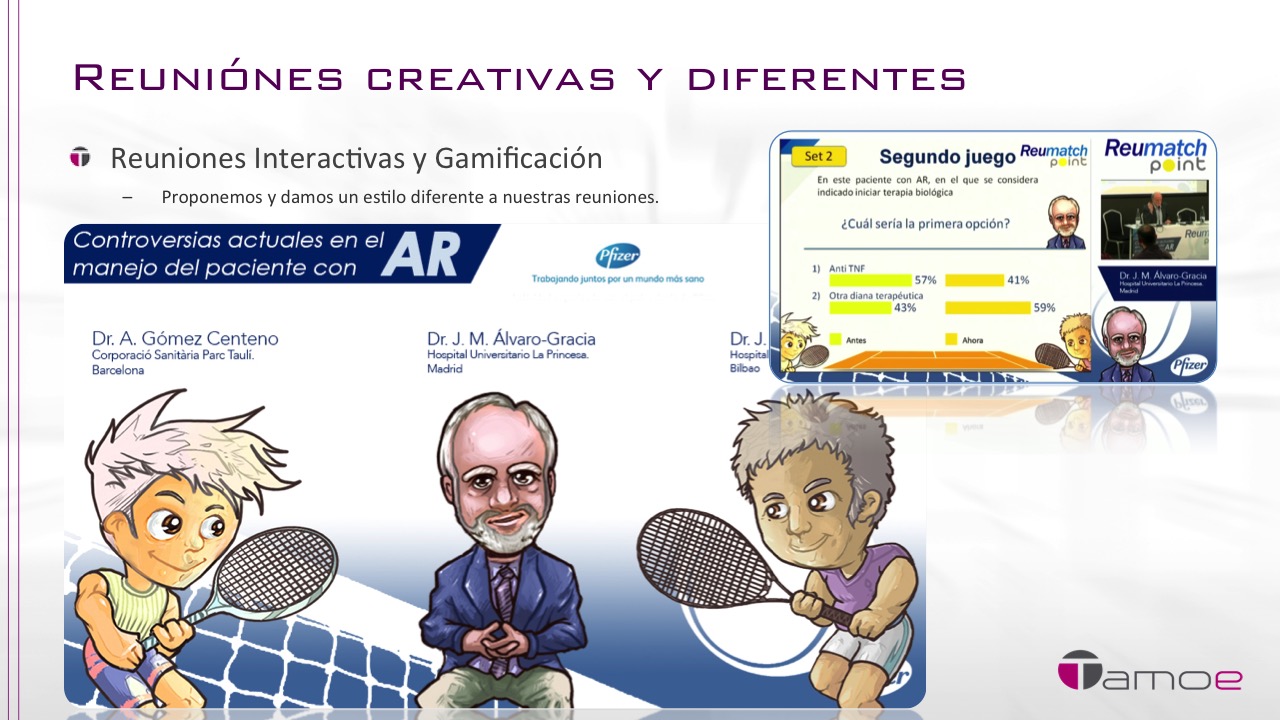 Reuniónes creativas y diferentes
Reuniones Interactivas y Gamificación
– Proponemos y damos un estilo diferente a nuestras reuniones.
Controversias actuales en el
manejo del paciente con
AR
Pfizer
Trabajando juntos por un mundo más sano
Dr. A. Gómez Centeno
Corporació Sanitària Parc Taulí.
Barcelona
Dr. J. M. Álvaro-Gracia
Hospital Universitario La Princesa.
Madrid
Dr. J.
Hospital
Bilbao
Set 2
Segundo juego
Reumatch
point
En este paciente con AR, en el que se considera
indicado iniciar terapia biológica
¿Cuál sería la primera opción?
1) Anti TNF
57% 41%
2) Otra diana terapéutica
43% 59%
Antes Ahora
Reumatch
point
Reum
AR
Dr. J. M. Álvaro-Gracia
Hospital Universitario La Princesa.
Madrid
Pfizer
Tamoe